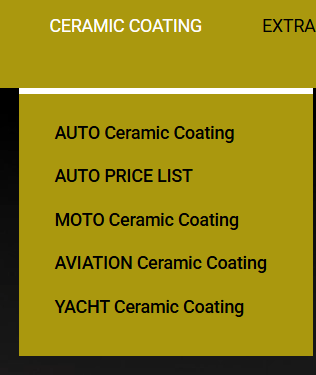 CERAMIC COATING EXTRA
AUTO Ceramic Coating
AUTO PRICE LIST
MOTO Ceramic Coating
AVIATION Ceramic Coating
YACHT Ceramic Coating